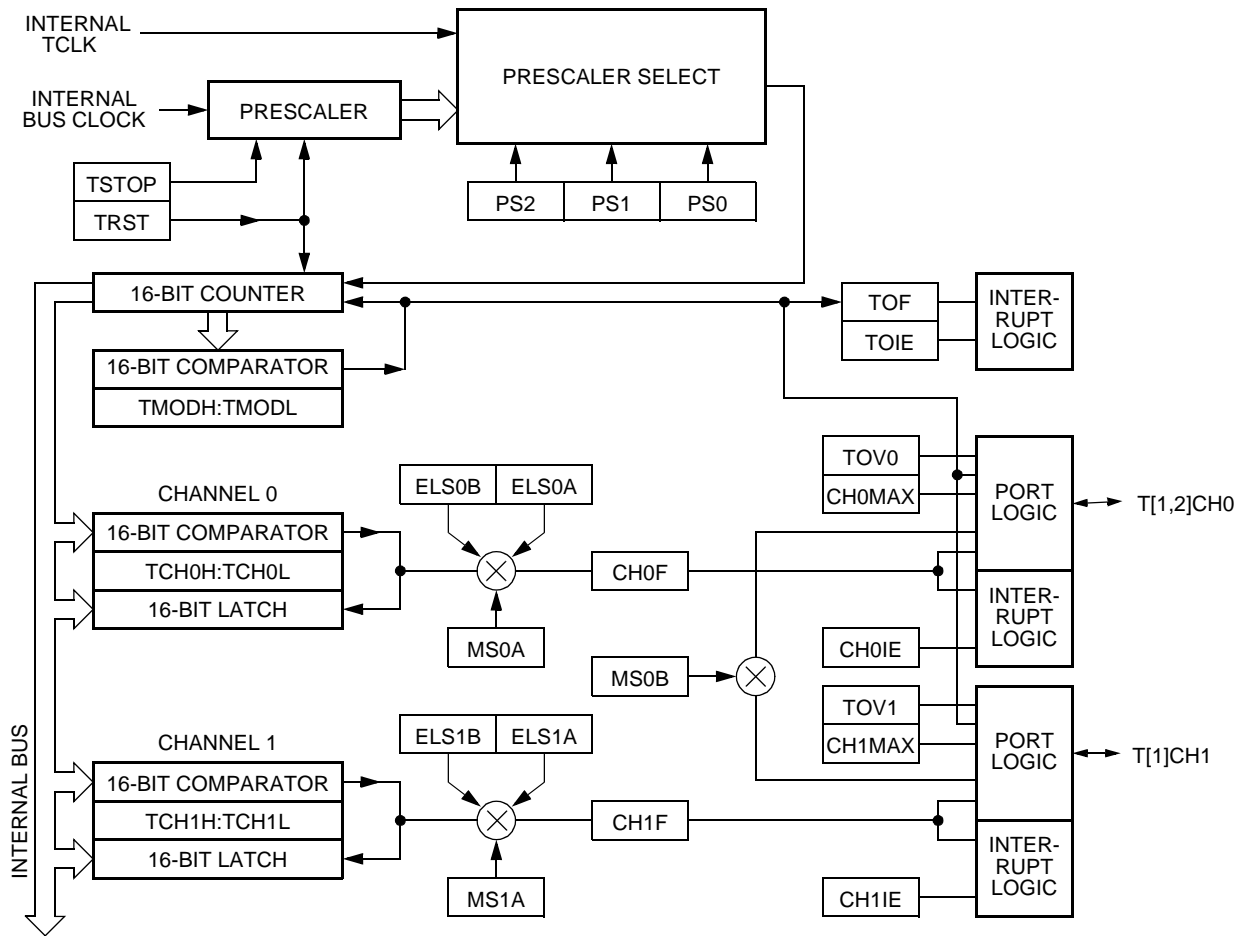 INTERNAL
TCLK
PRESCALER SELECT
INTERNAL
BUS CLOCK
PRESCALER
TSTOP
TRST
PS2
PS1
PS0
16-BIT COUNTER
TOF
TOIE
INTER-
RUPT
LOGIC
16-BIT COMPARATOR
TMODH:TMODL
TOV0
CH0MAX
PORT
LOGIC
T[1,2]CH0
CHANNEL 0
ELS0B
ELS0A
16-BIT COMPARATOR
TCH0H:TCH0L
16-BIT LATCH
CH0F
MS0A
INTER-
RUPT
LOGIC
CH0IE
MS0B
TOV1
CH1MAX
PORT
LOGIC
T[1]CH1
INTERNAL BUS
CHANNEL 1
ELS1B
ELS1A
16-BIT COMPARATOR
TCH1H:TCH1L
16-BIT LATCH
CH1F
MS1A
INTER-
RUPT
LOGIC
CH1IE